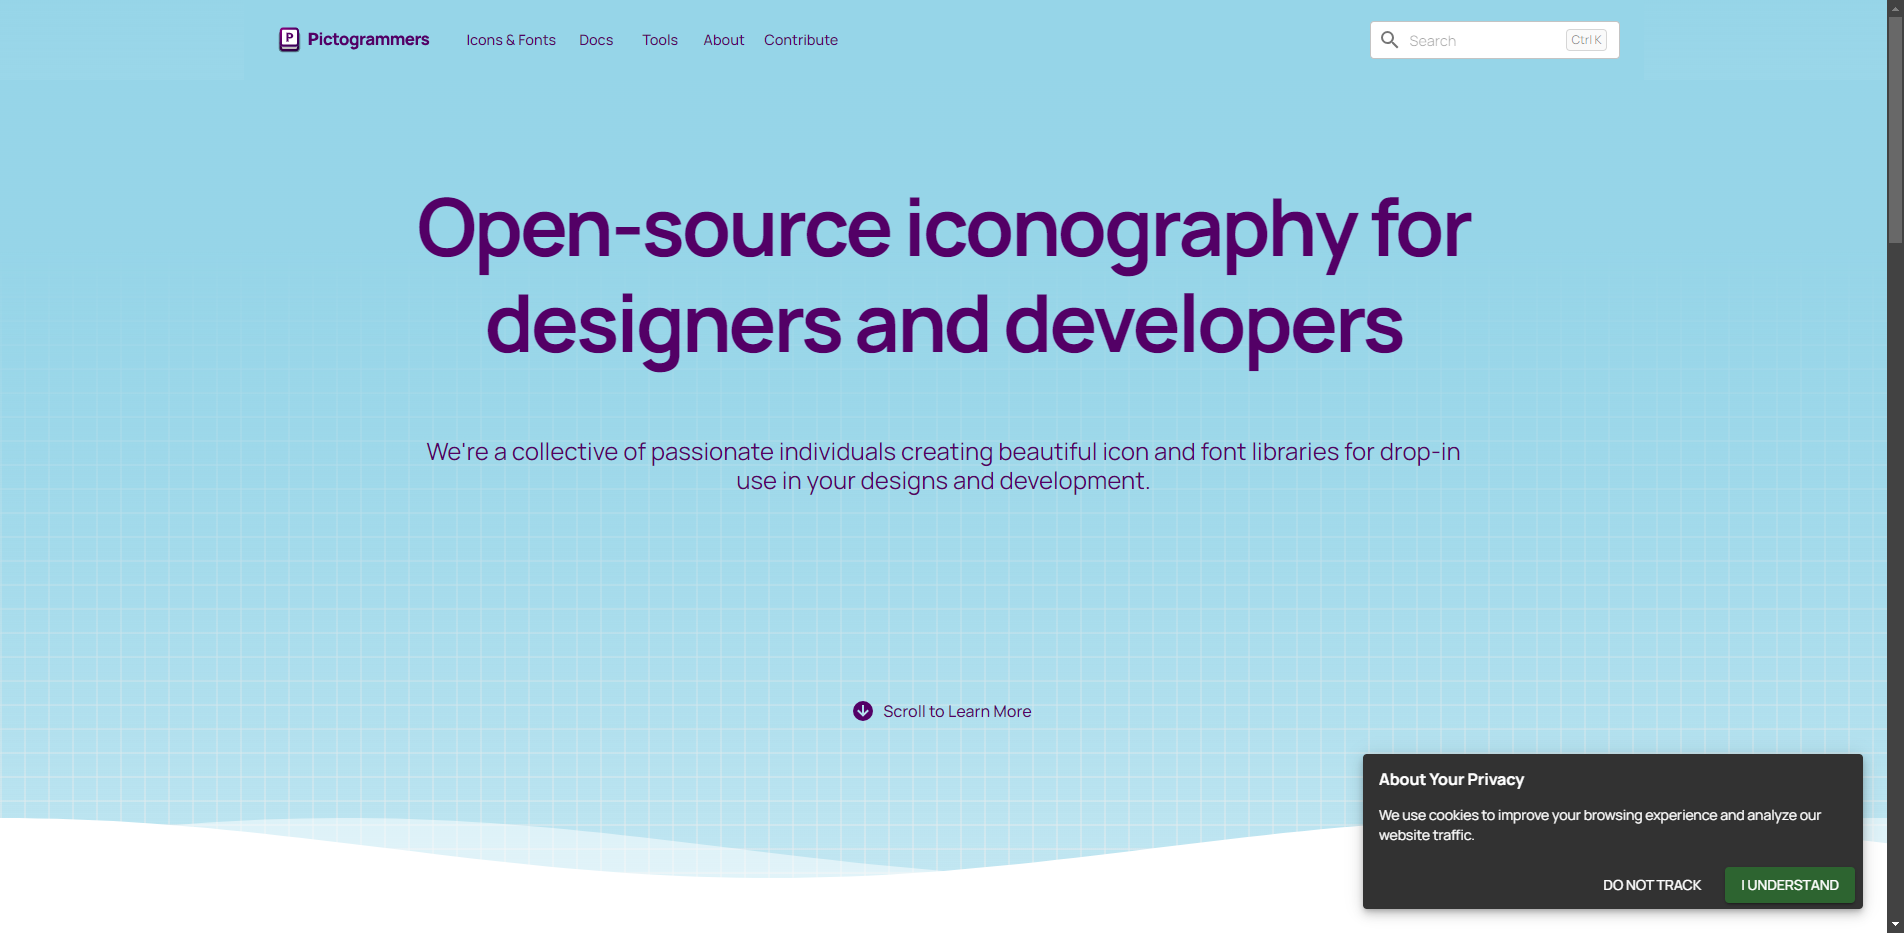 P Pictogrammers Icons & Fonts Docs Tools About Contribute Search Ctrl K
Open-source iconography for
designers and developers
We're a collective of passionate individuals creating beautiful icon and font libraries for drop-in
use in your designs and development.
Scroll to Learn More
About Your Privacy
We use cookies to improve your browsing experience and analyze our
website traffic.
DO NOT TRACK I UNDERSTAND